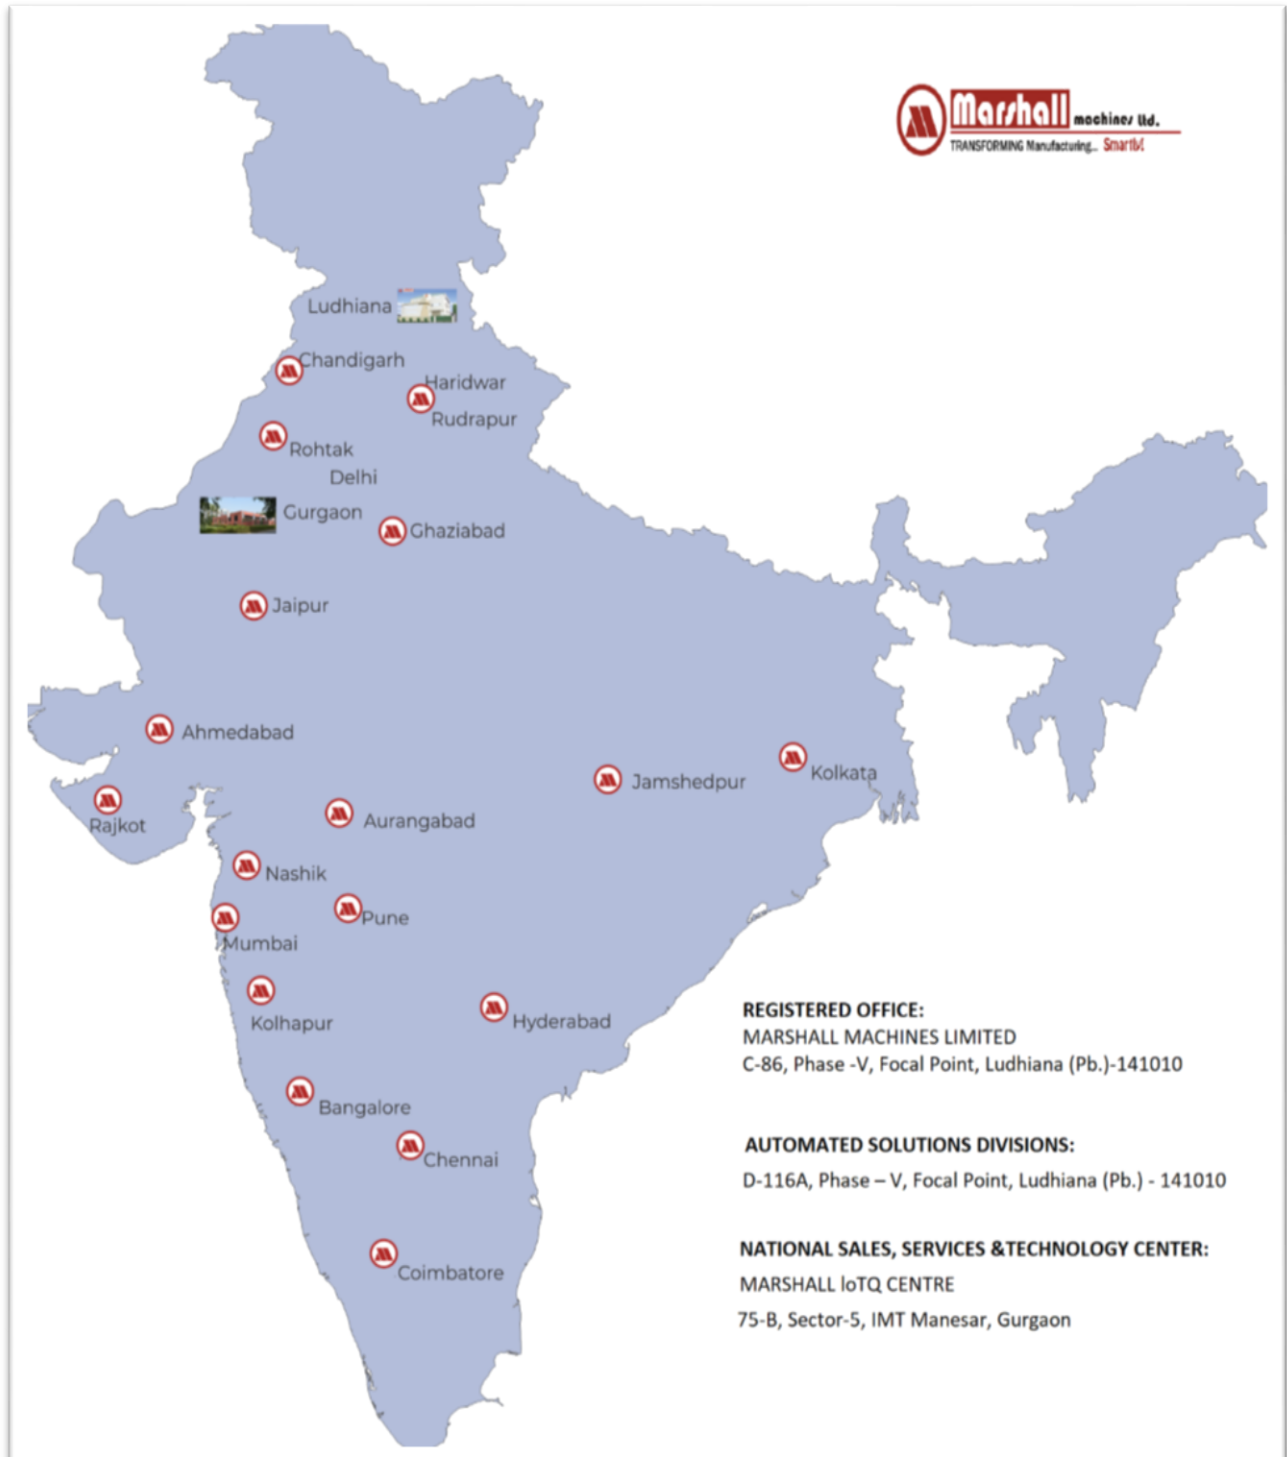 Marshall machines Ltd.
TRANSFORMING Manufacturing...
Ludhiana
Chandigarh
Haridwar
Rudrapur
Rohtak
Delhi
Gurgaon
Ghaziabad
Jaipur
Ahmedabad
Kolkata
Jamshedpur
Rajkot
Aurangabad
Nashik
Pune
Mumbai
Kolhapur
Hyderabad
Bangalore
Chennai
Coimbatore
REGISTERED OFFICE:
MARSHALL MACHINES LIMITED
C-86, Phase -V, Focal Point, Ludhiana (Pb.)-141010
AUTOMATED SOLUTIONS DIVISIONS:
D-116A, Phase – V, Focal Point, Ludhiana (Pb.) - 141010
NATIONAL SALES, SERVICES &TECHNOLOGY CENTER:
MARSHALL IoTQ CENTRE
75-B, Sector-5, IMT Manesar, Gurgaon